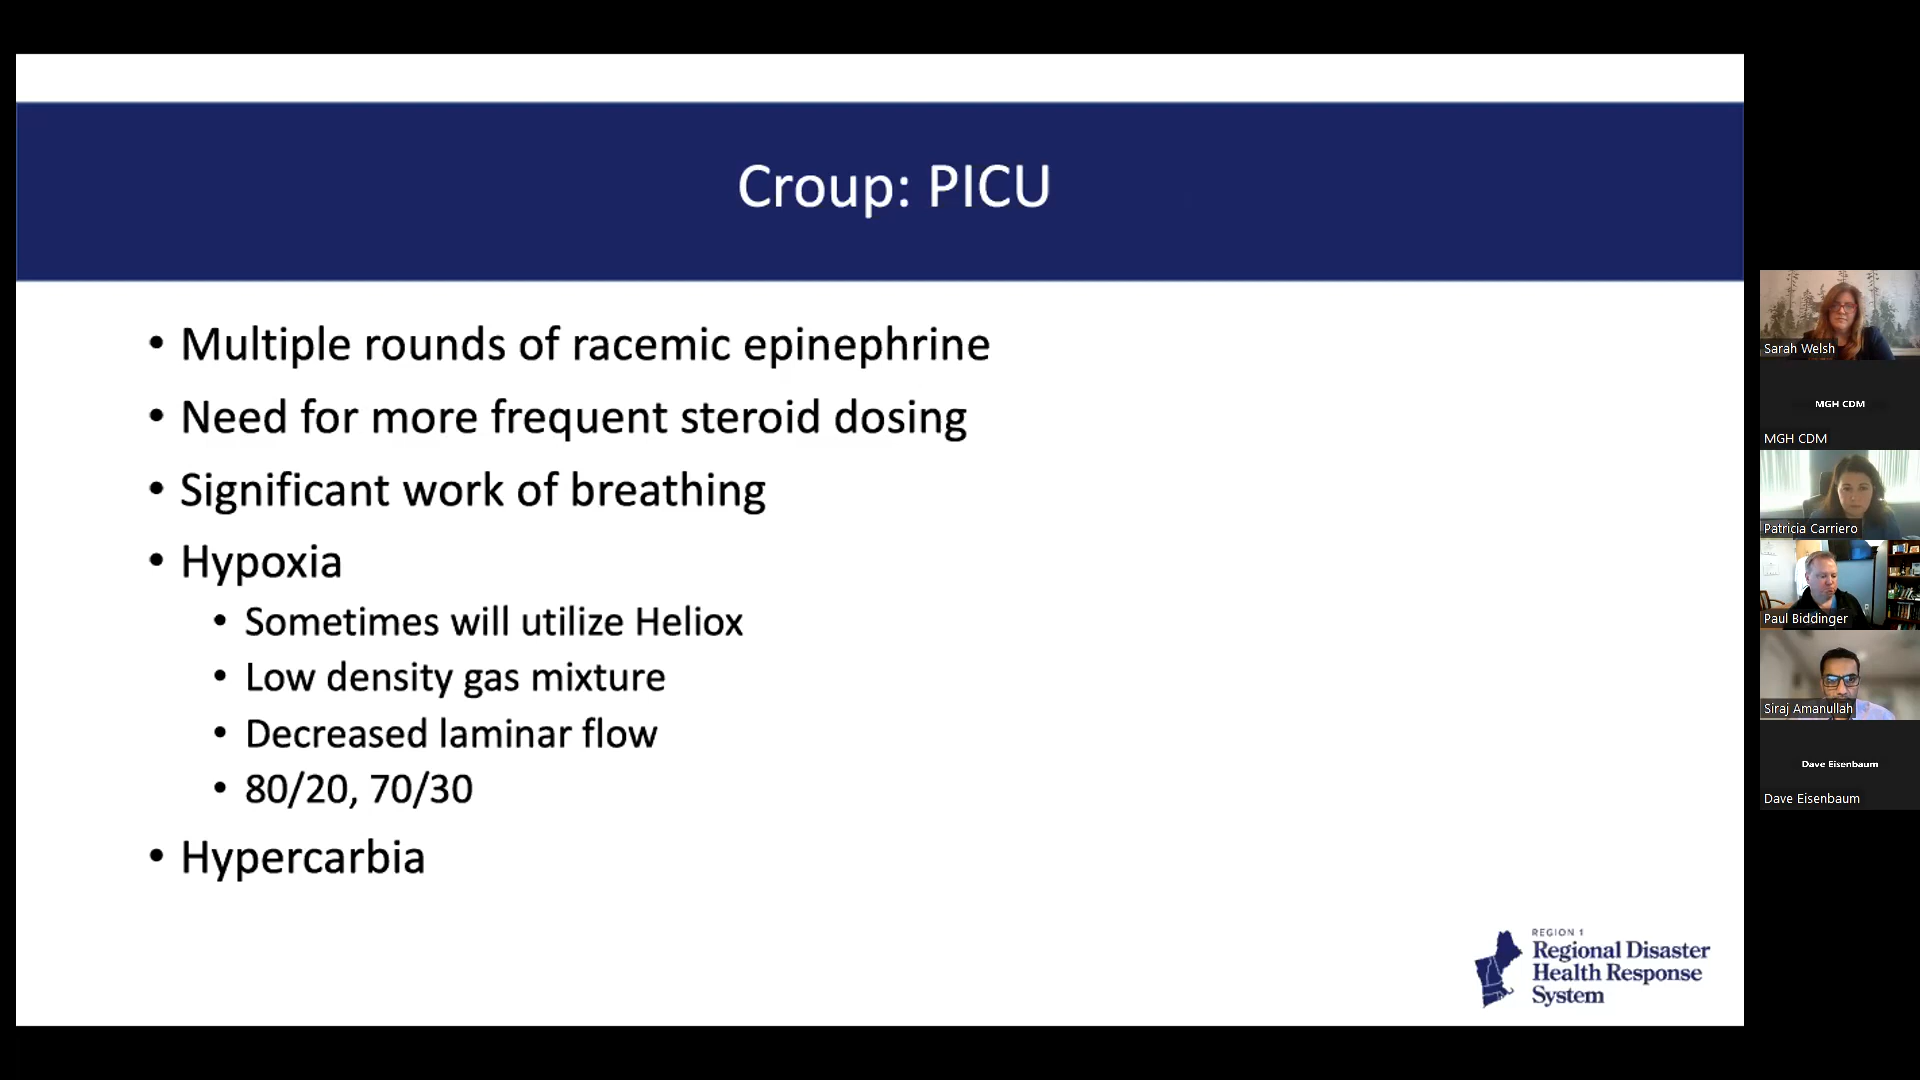 Croup: PICU
• Multiple rounds of racemic epinephrine
• Need for more frequent steroid dosing
• Significant work of breathing
• Hypoxia
• Sometimes will utilize Heliox
• Low density gas mixture
• Decreased laminar flow
• 80/20, 70/30
• Hypercarbia
REGION 1
Regional Disaster
Health Response
System
Sarah Welsh
MGH CDM
MGH CDM
Patricia Carriero
Paul Biddinger
Siraj Amanullah
Dave Eisenbaum
Dave Eisenbaum